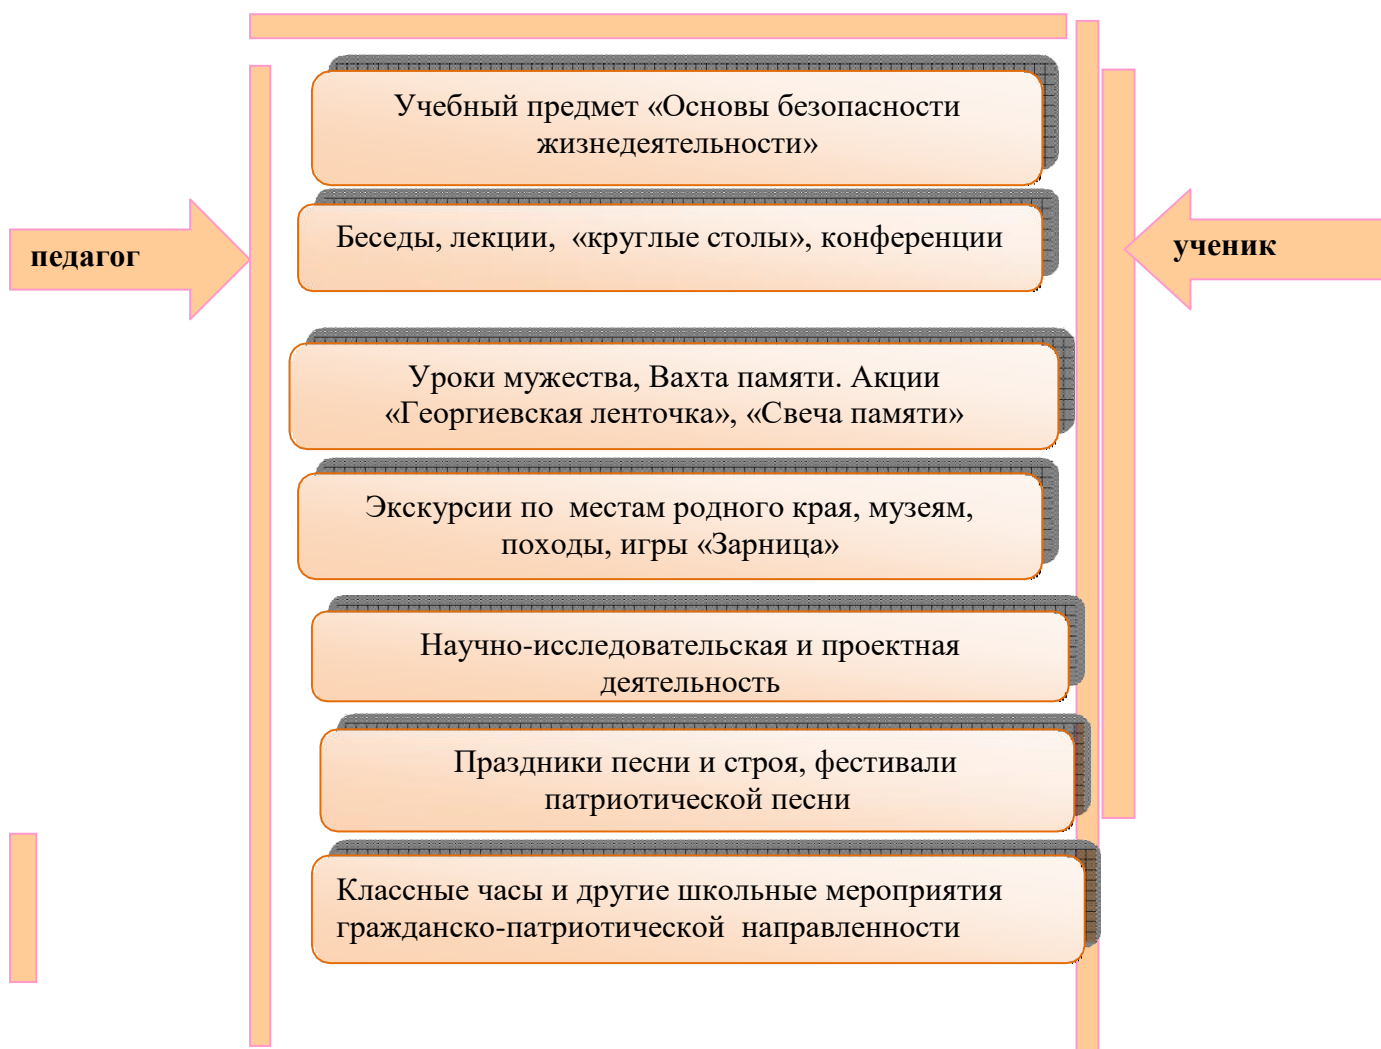 Учебный предмет «Основы безопасности
жизнедеятельности»
Беседы, лекции,  «круглые столы», конференции
педагог
ученик
Уроки мужества, Вахта памяти. Акции
«Георгиевская ленточка», «Свеча памяти»
Экскурсии по  местам родного края, музеям,
походы, игры «Зарница»
Научно-исследовательская и проектная
деятельность
Праздники песни и строя, фестивали
патриотической песни
Классные часы и другие школьные мероприятия
гражданско-патриотической  направленности